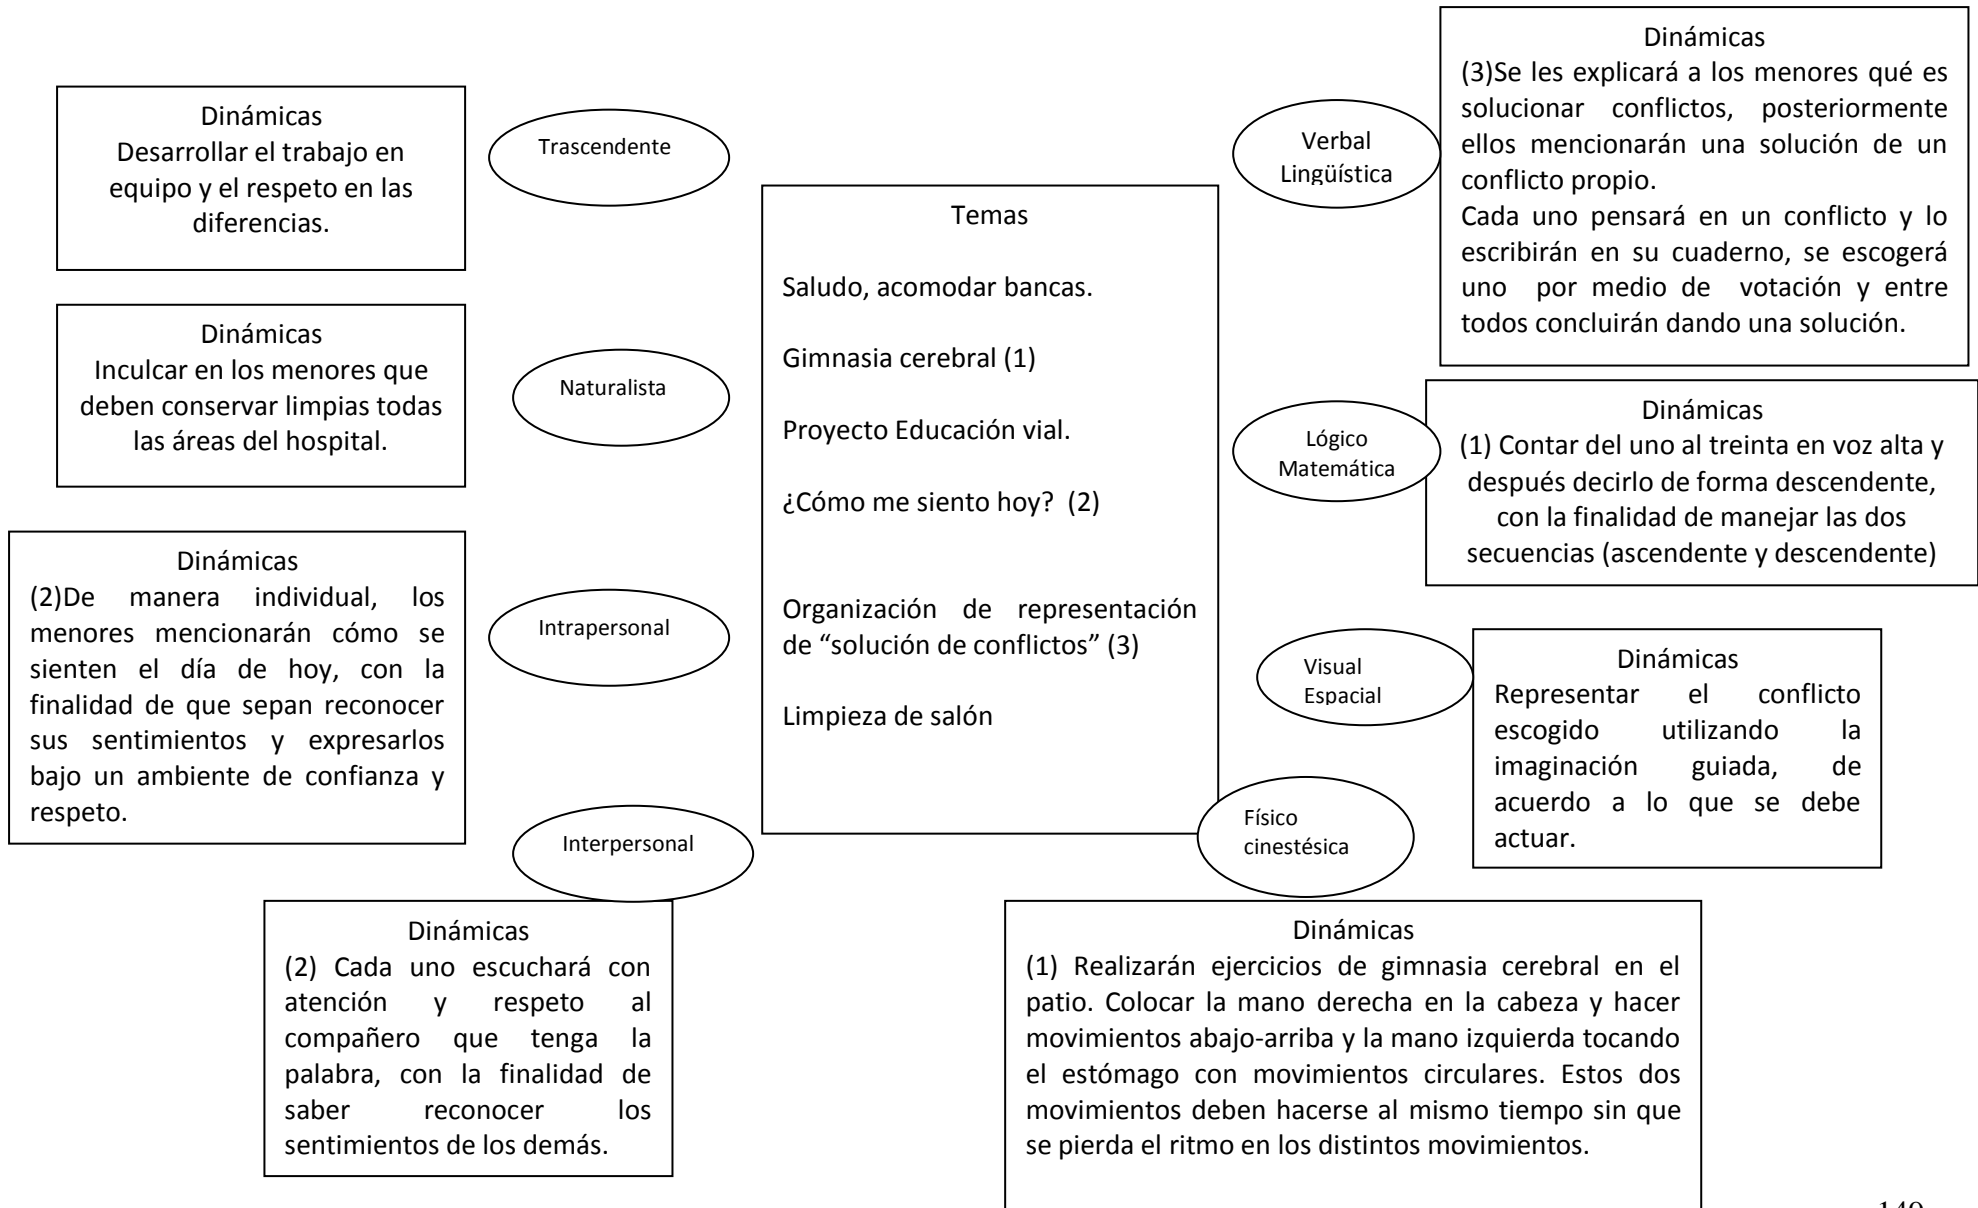 Dinámicas
Desarrollar el trabajo en
equipo y el respeto en las
diferencias.
Trascendente
Dinámicas
Inculcar en los menores que
deben conservar limpias todas
las áreas del hospital.
Naturalista
Dinámicas
(2)De manera individual, los
menores mencionarán cómo se
sienten el día de hoy, con la
finalidad de que sepan reconocer
sus sentimientos y expresarlos
bajo un ambiente de confianza y
respeto.
Intrapersonal
Interpersonal
Dinámicas
(2) Cada uno escuchará con
atención y respeto al
compañero que tenga la
palabra, con la finalidad de
saber reconocer los
sentimientos de los demás.
Temas
Saludo, acomodar bancas.
Gimnasia cerebral (1)
Proyecto Educación vial.
¿Cómo me siento hoy? (2)
Organización de representación
de “solución de conflictos” (3)
Limpieza de salón
Verbal
Lingüística
Dinámicas
(3)Se les explicará a los menores qué es
solucionar conflictos, posteriormente
ellos mencionarán una solución de un
conflicto propio.
Cada uno pensará en un conflicto y lo
escribirán en su cuaderno, se escogerá
uno por medio de votación y entre
todos concluirán dando una solución.
Lógico
Matemática
Dinámicas
(1) Contar del uno al treinta en voz alta y
después decirlo de forma descendente,
con la finalidad de manejar las dos
secuencias (ascendente y descendente)
Visual
Espacial
Dinámicas
Representar el conflicto
escogido utilizando la
imaginación guiada, de
acuerdo a lo que se debe
actuar.
Físico
cinestésica
Dinámicas
(1) Realizarán ejercicios de gimnasia cerebral en el
patio. Colocar la mano derecha en la cabeza y hacer
movimientos abajo-arriba y la mano izquierda tocando
el estómago con movimientos circulares. Estos dos
movimientos deben hacerse al mismo tiempo sin que
se pierda el ritmo en los distintos movimientos.